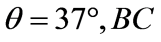 θ = 37°, BC